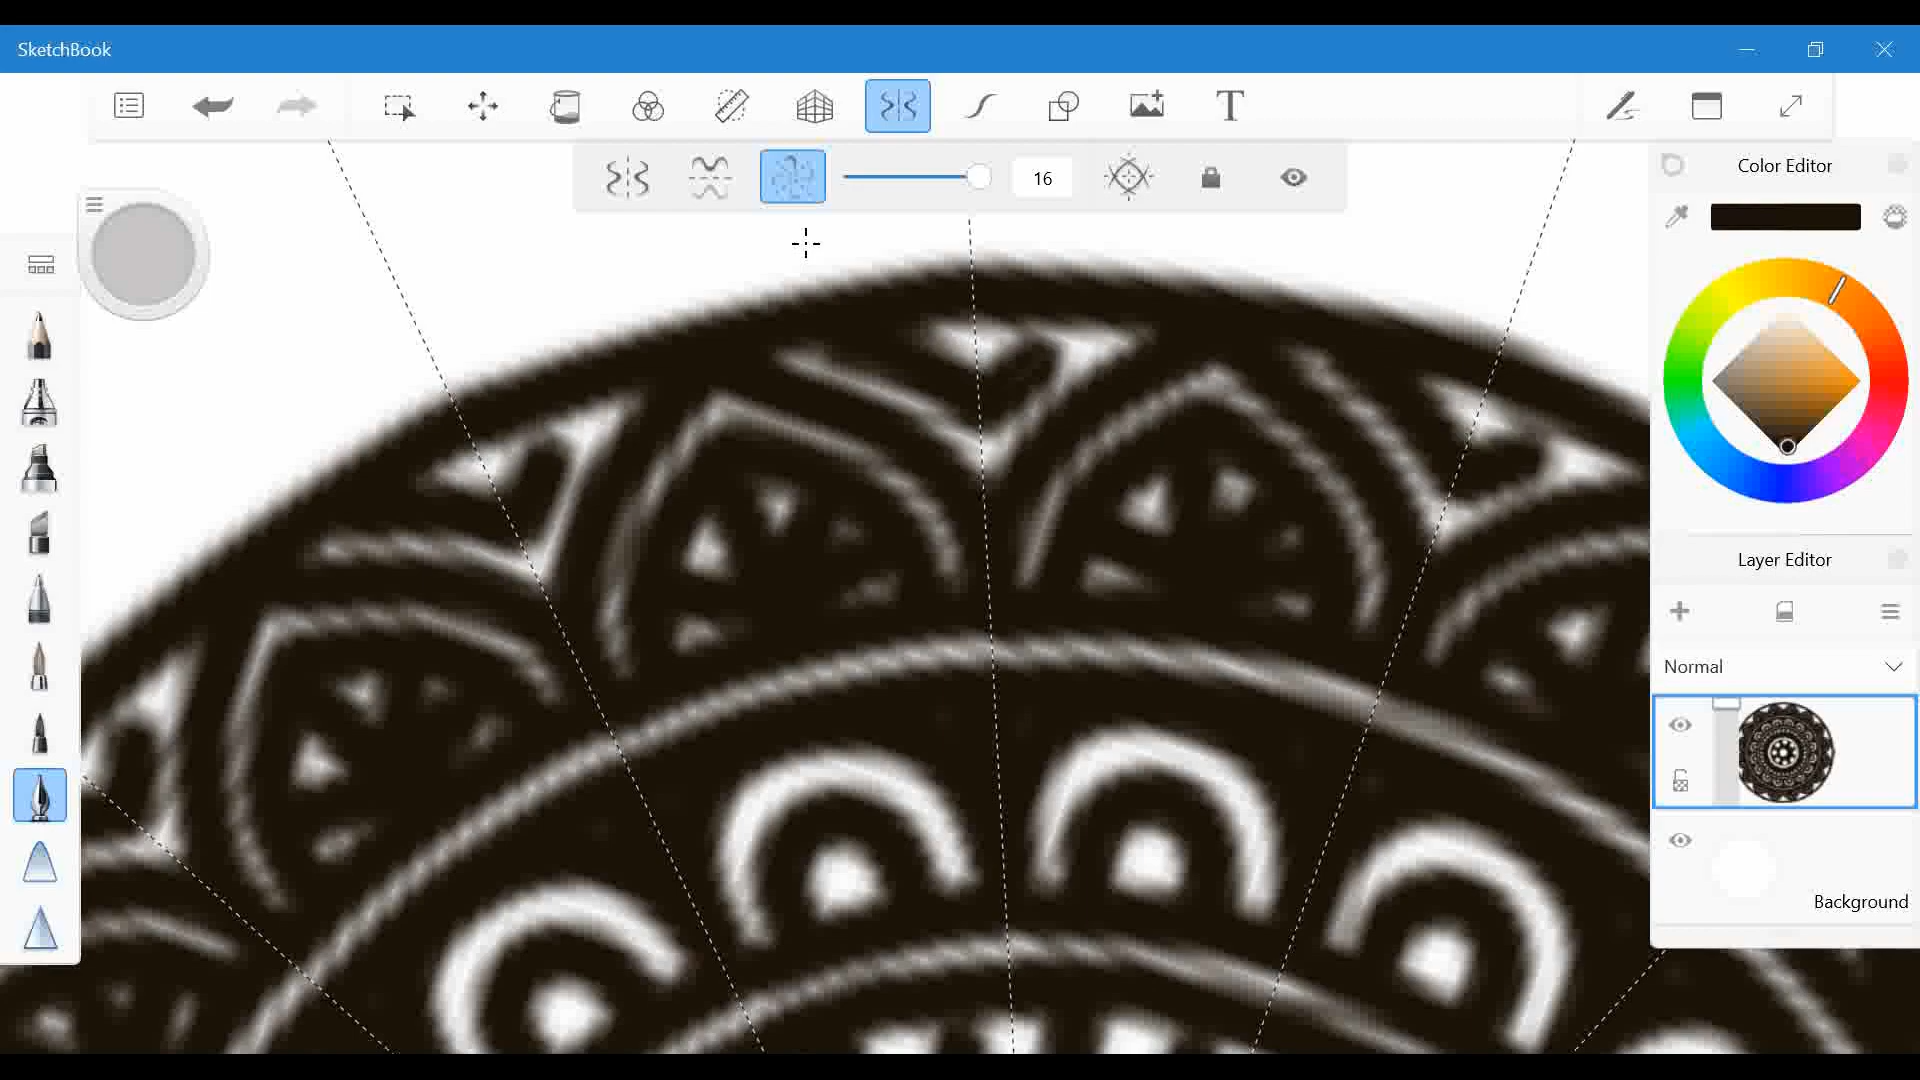 SketchBook
T
16
Color Editor
Layer Editor
Normal
Background